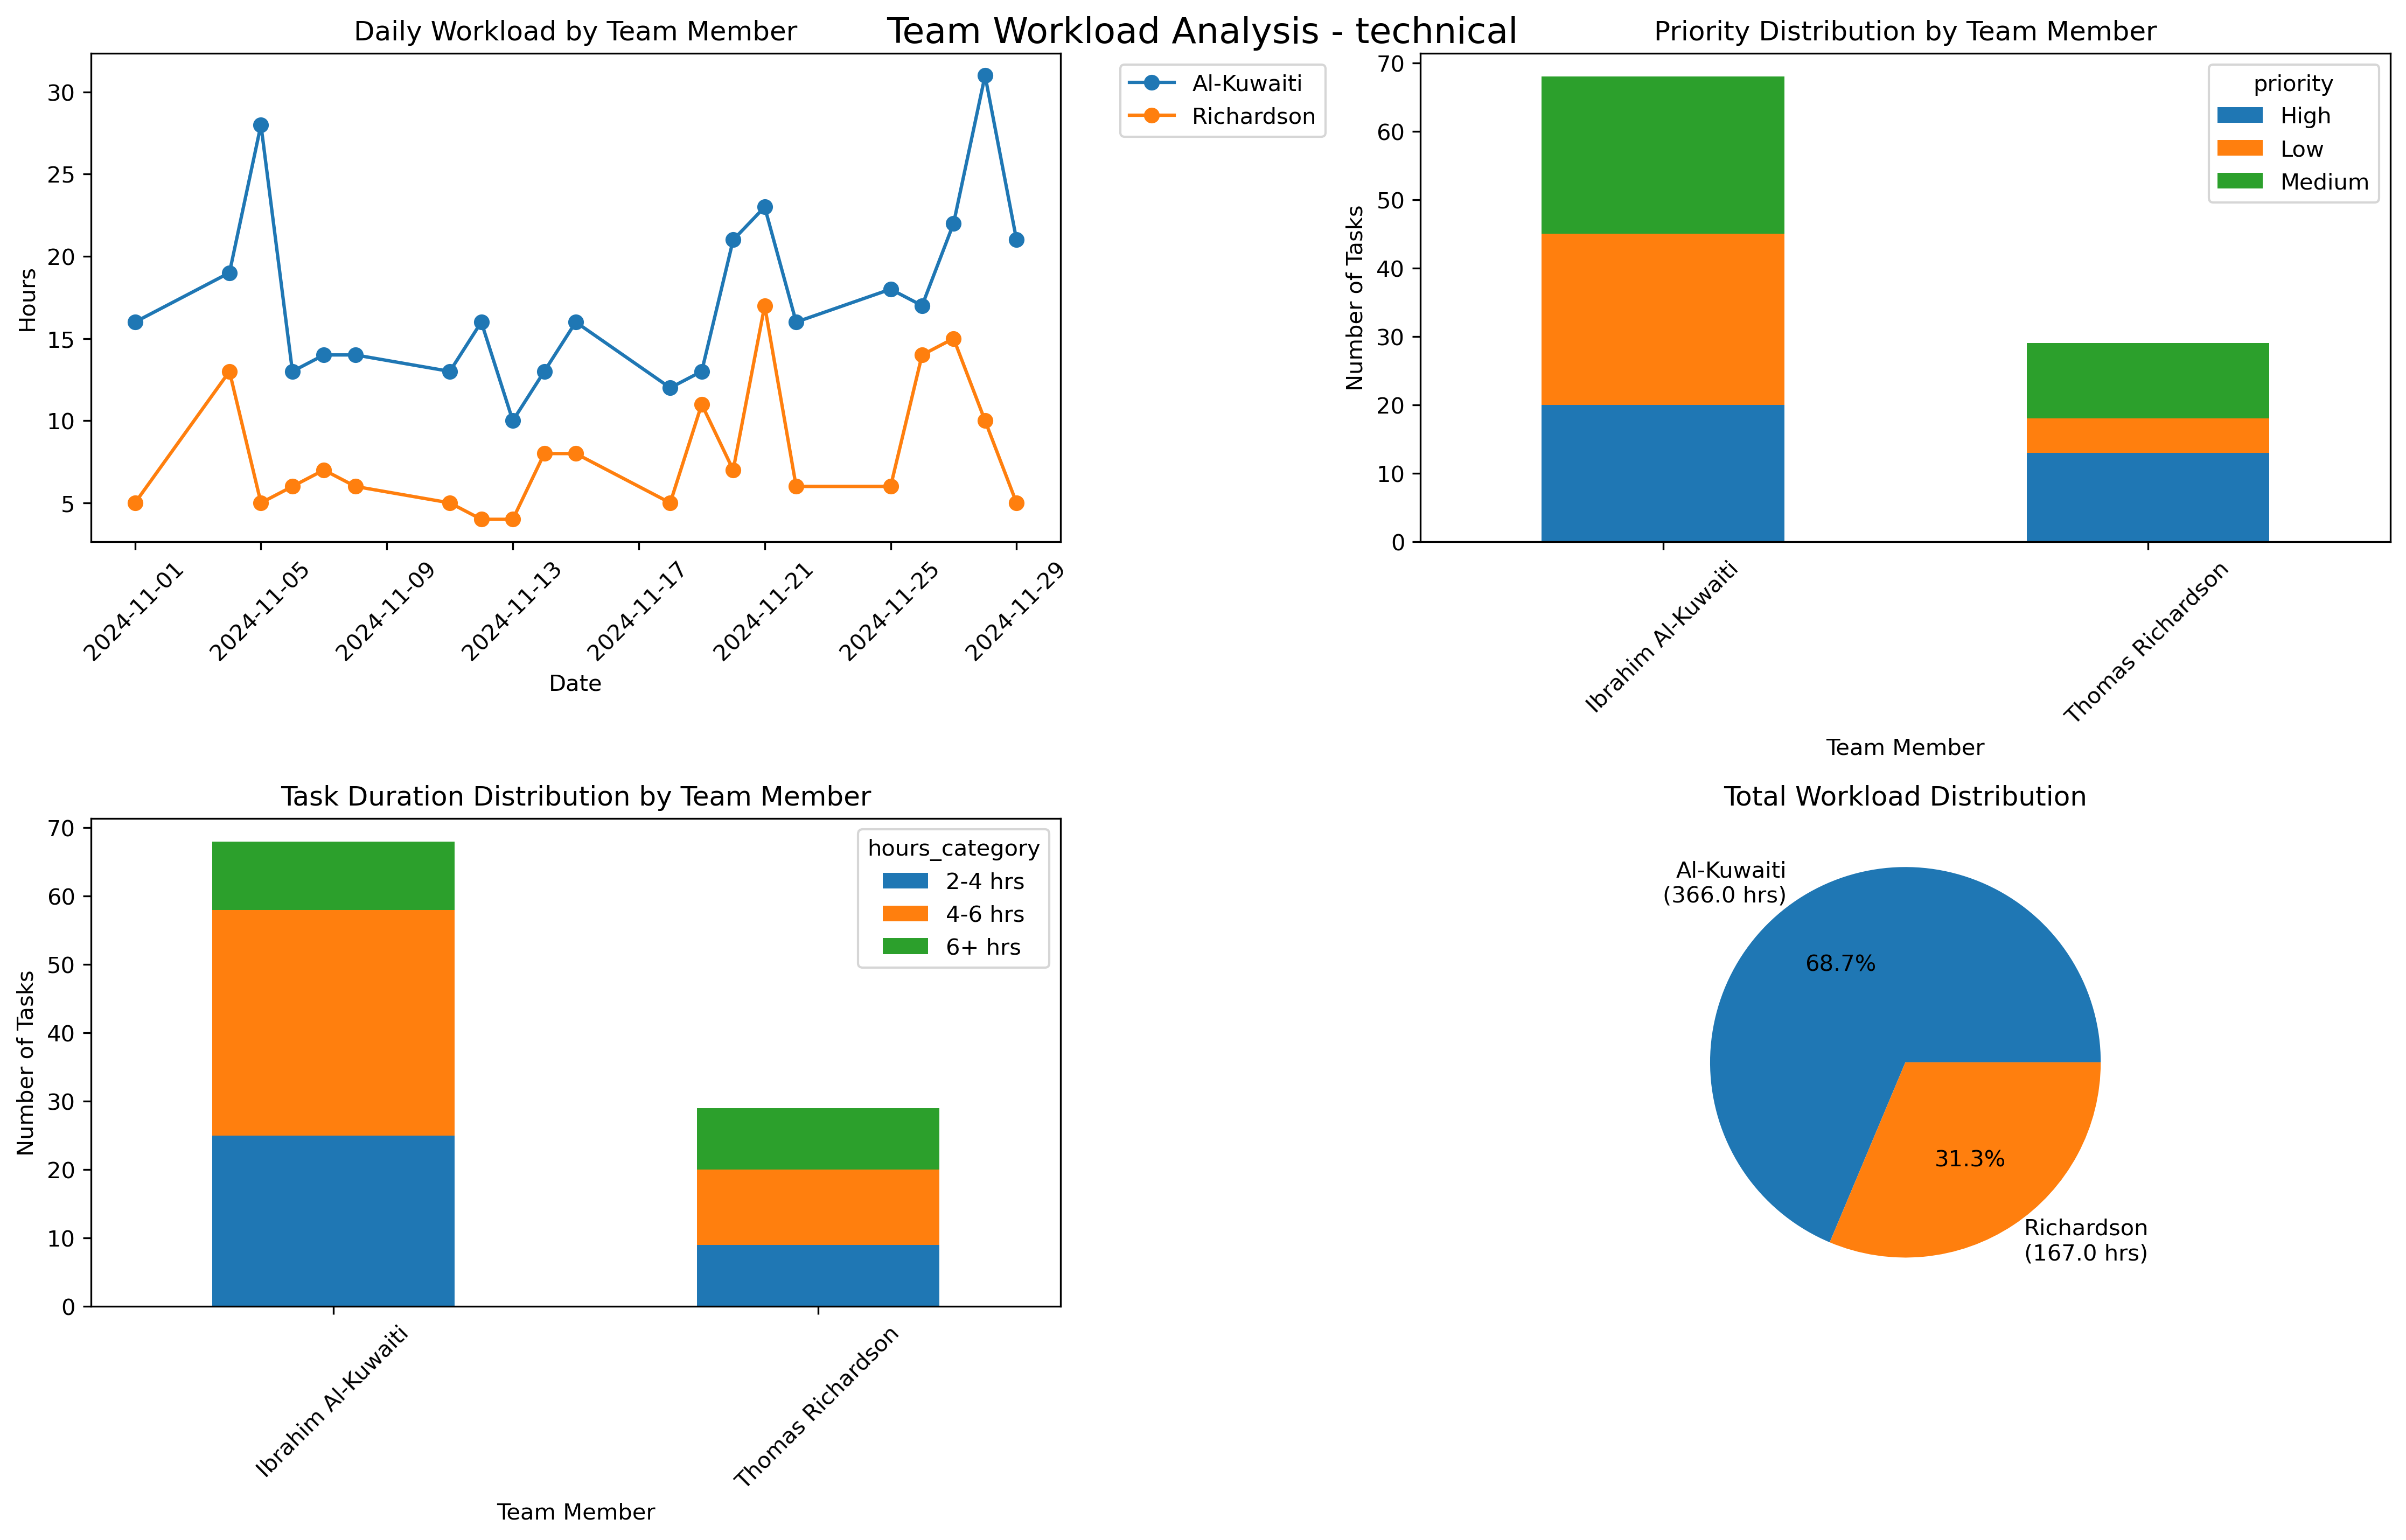 Team Workload Analysis - technical
Daily Workload by Team Member
Hours
30
25
20
15
10
5
2024-11-01
2024-11-05
2024-11-09
2024-11-13
2024-11-17
2024-11-21
2024-11-25
2024-11-29
Date
Al-Kuwaiti
Richardson
Priority Distribution by Team Member
Number of Tasks
70
60
50
40
30
20
10
0
priority
High
Low
Medium
Ibrahim Al-Kuwaiti
Thomas Richardson
Team Member
Task Duration Distribution by Team Member
Number of Tasks
70
60
50
40
30
20
10
0
hours_category
2-4 hrs
4-6 hrs
6+ hrs
Ibrahim Al-Kuwaiti
Thomas Richardson
Team Member
Total Workload Distribution
Al-Kuwaiti
(366.0 hrs)
68.7%
31.3%
Richardson
(167.0 hrs)